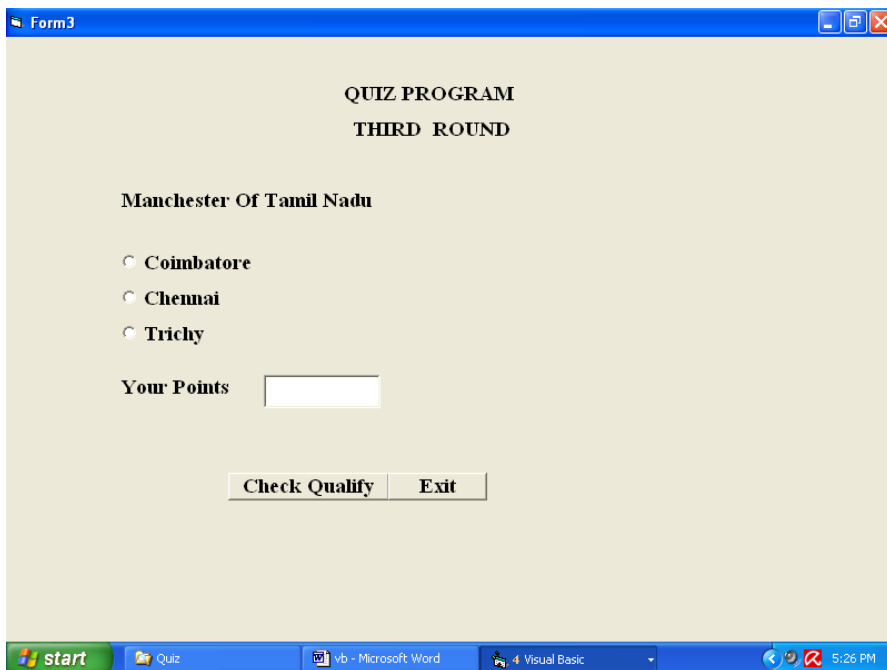 Form3
QUIZ PROGRAM
THIRD ROUND
Manchester Of Tamil Nadu
Coimbatore
Chennai
Trichy
Your Points
Check Qualify Exit
start Quiz vb - Microsoft Word 4 Visual Basic 5:26 PM